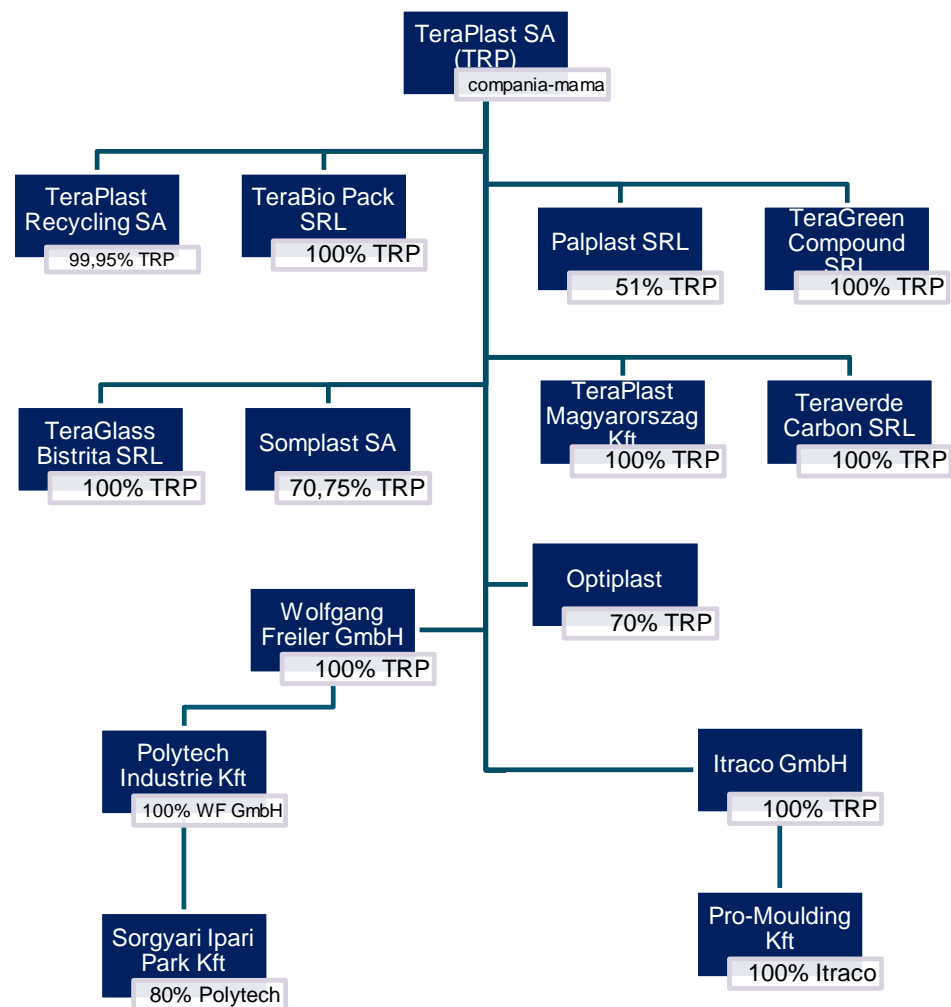 TeraPlast SA
(TRP)
compania-mama
TeraPlast
Recycling SA
99,95% TRP
TeraBio Pack
SRL
100% TRP
Palplast SRL
51% TRP
TeraGreen
Compound
SRL
100% TRP
TeraGlass
Bistrita SRL
100% TRP
Somplast SA
70,75% TRP
TeraPlast
Magyarorszag
Kft
100% TRP
Teraverde
Carbon SRL
100% TRP
Optiplast
70% TRP
Wolfgang
Freiler GmbH
100% TRP
Polytech
Industrie Kft
100% WF GmbH
Itraco GmbH
100% TRP
Sorgyari Ipari
Park Kft
80% Polytech
Pro-Moulding
Kft
100% Itraco